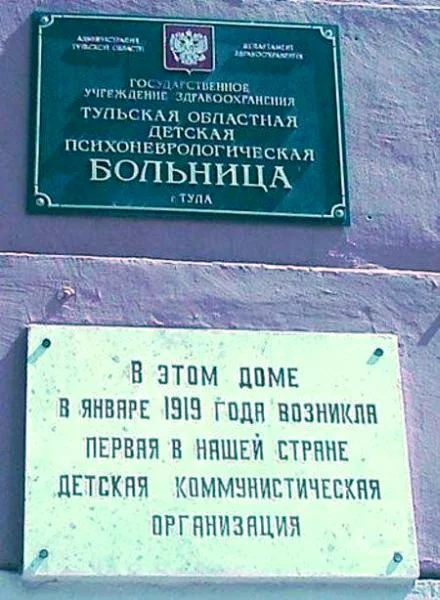 АДМИНИСТРАЦИЯ ДЕПАРТАМЕНТ
ТУЛЬСКОЙ ОБЛАСТИ ЗДРАВООХРАНЕНИЯ
ГОСУДАРСТВЕННОЕ
УЧРЕЖДЕНИЕ ЗДРАВООХРАНЕНИЯ
ТУЛЬСКАЯ ОБЛАСТНАЯ
ДЕТСКАЯ
ПСИХОНЕВРОЛОГИЧЕСКАЯ
БОЛЬНИЦА
г. ТУЛА
В ЭТОМ ДОМЕ
В ЯНВАРЕ 1919 ГОДА ВОЗНИКЛА
ПЕРВАЯ В НАШЕЙ СТРАНЕ
ДЕТСКАЯ КОММУНИСТИЧЕСКАЯ
ОРГАНИЗАЦИЯ